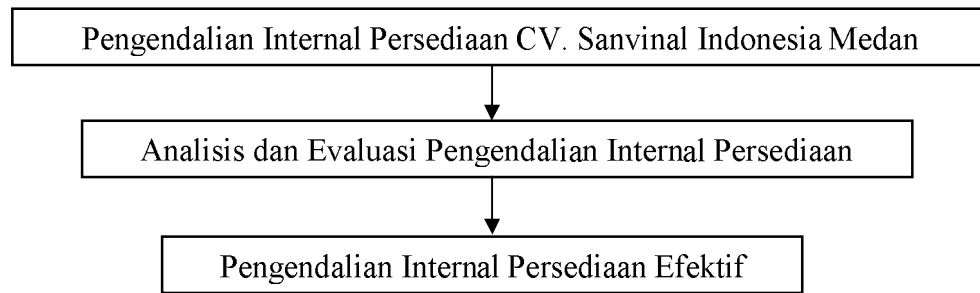 Pengendalian Internal Persediaan CV. Sanvinal Indonesia Medan
Analisis dan Evaluasi Pengendalian Internal Persediaan
Pengendalian Internal Persediaan Efektif